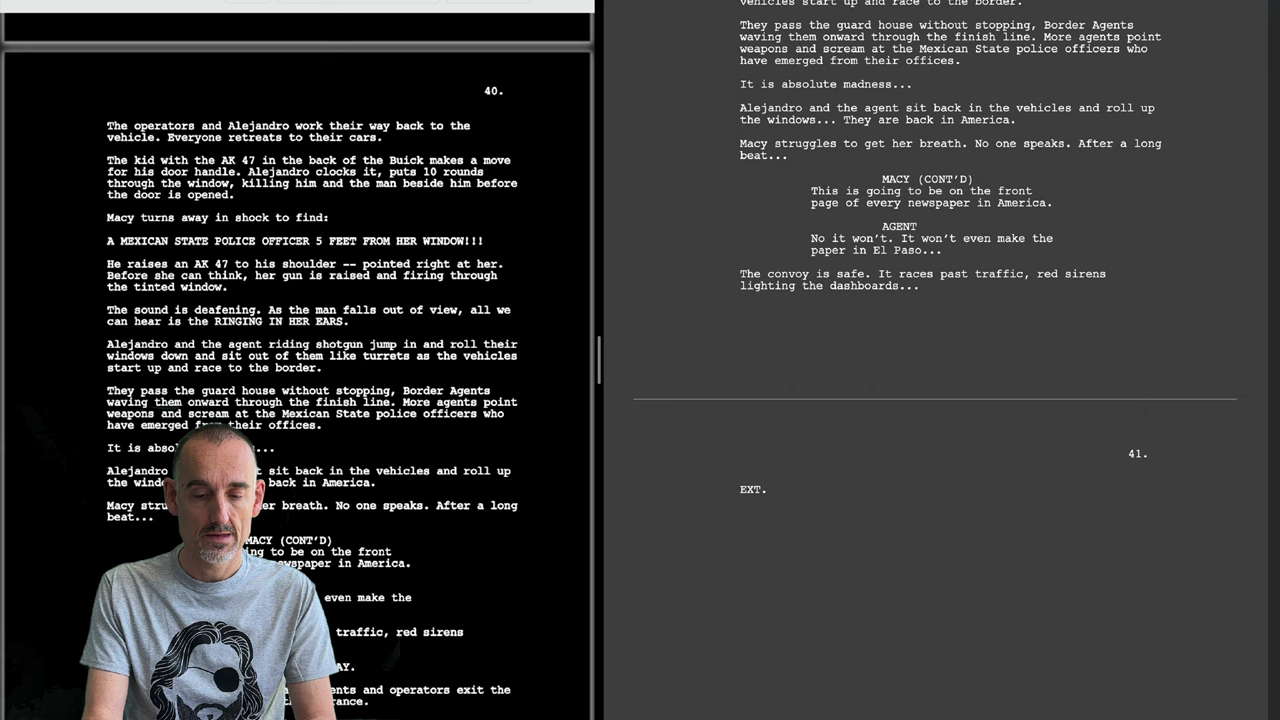 40.
The operators and Alejandro work their way back to the
vehicle. Everyone retreats to their cars.
The kid with the AK 47 in the back of the Buick makes a move
for his door handle. Alejandro clocks it, puts 10 rounds
through the window, killing him and the man beside him before
the door is opened.
Macy turns away in shock to find:
A MEXICAN STATE POLICE OFFICER 5 FEET FROM HER WINDOW!!!
He raises an AK 47 to his shoulder -- pointed right at her.
Before she can think, her gun is raised and firing through
the tinted window.
The sound is deafening. As the man falls out of view, all we
can hear is the RINGING IN HER EARS.
Alejandro and the agent riding shotgun jump in and roll their
windows down and sit out of them like turrets as the vehicles
start up and race to the border.
They pass the guard house without stopping, Border Agents
waving them onward through the finish line. More agents point
weapons and scream at the Mexican State police officers who
have emerged from their offices.
It is
Alejandro sit back in the vehicles and roll up
the back in America.
Macy breath. No one speaks. After a long
beat...
MACY (CONT'D)
to be on the front
in America.
even make the
traffic, red sirens
and operators exit the
vehicles start up and race to the border.
They pass the guard house without stopping, Border Agents
waving them onward through the finish line. More agents point
weapons and scream at the Mexican State police officers who
have emerged from their offices.
It is absolute madness...
Alejandro and the agent sit back in the vehicles and roll up
the windows... They are back in America.
Macy struggles to get her breath. No one speaks. After a long
beat...
MACY (CONT'D)
This is going to be on the front
page of every newspaper in America.
AGENT
No it won't. It won't even make the
paper in El Paso...
The convoy is safe. It races past traffic, red sirens
lighting the dashboards...
41.
EXT.